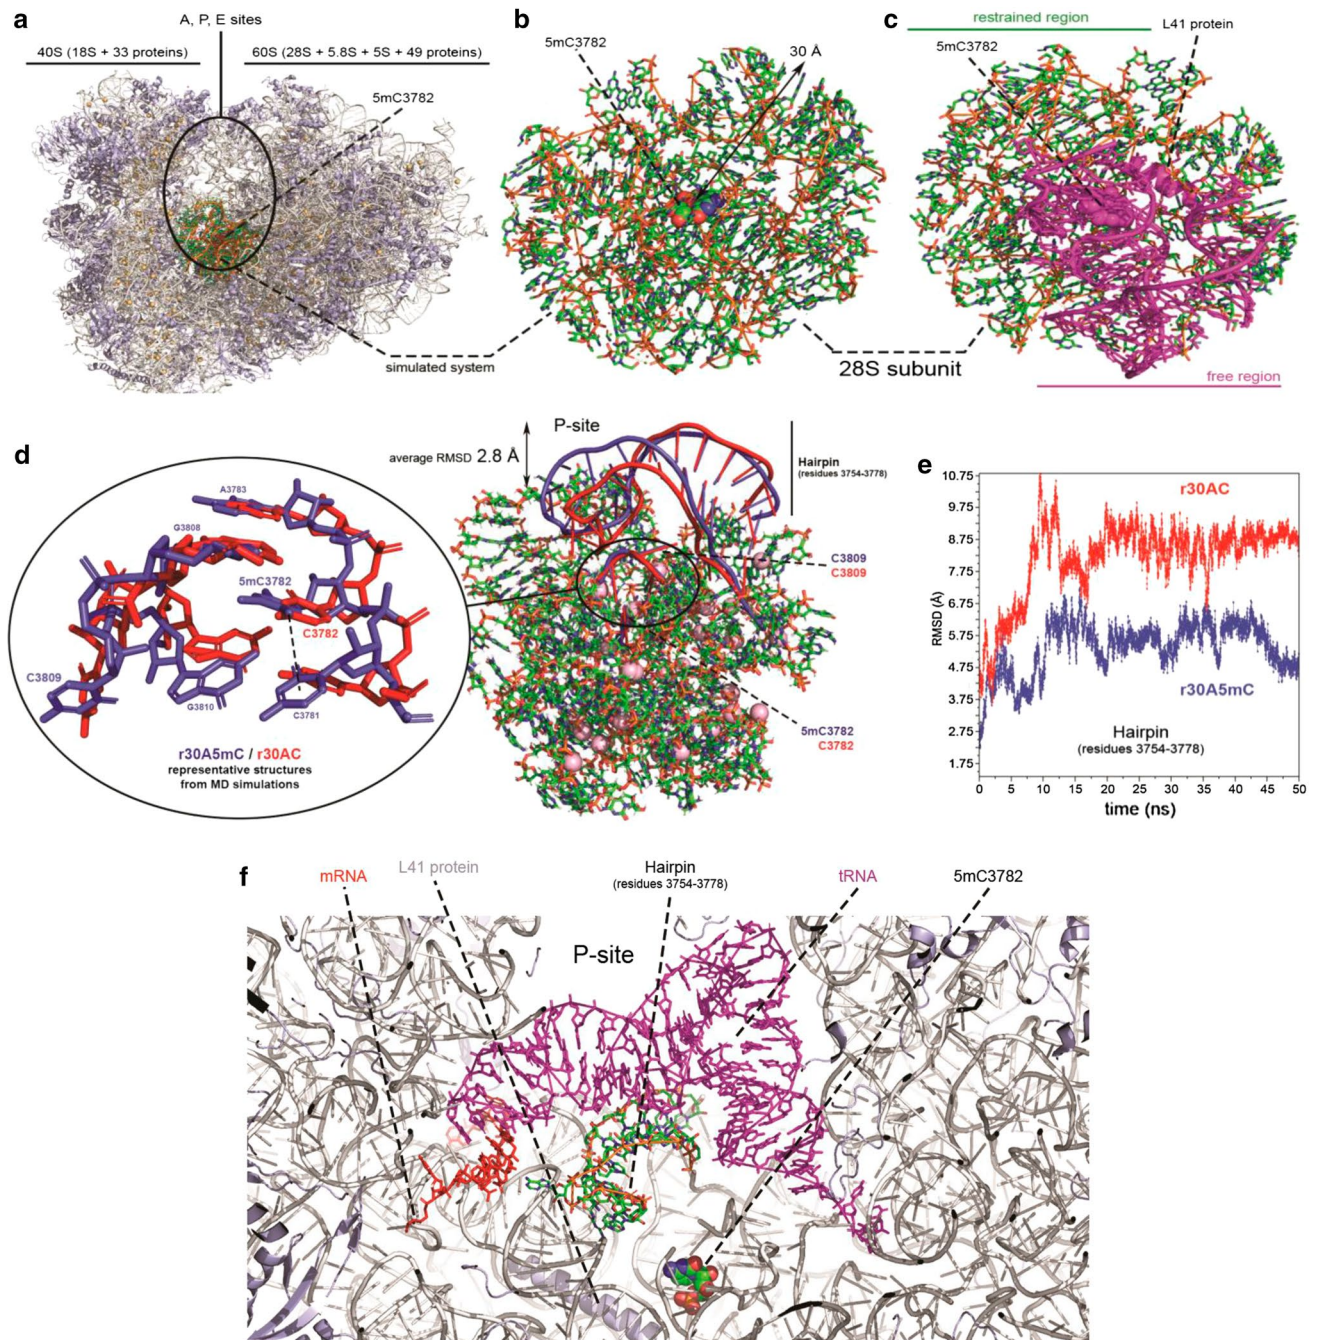 a
A, P, E sites
40S (18S + 33 proteins)
60S (28S + 5.8S + 5S + 49 proteins)
5mC3782
simulated system
b
5mC3782
30 Å
28S subunit
c
restrained region
L41 protein
5mC3782
free region
d
A3783
G3808
5mC3782
C3782
C3809
G3810
C3781
r30A5mC / r30AC
representative structures
from MD simulations
P-site
average RMSD 2.8 Å
Hairpin
(residues 3754-3778)
C3809
C3809
5mC3782
C3782
e
10.75
9.75
8.75
7.75
6.75
5.75
4.75
3.75
2.75
1.75
RMSD (Å)
r30AC
r30A5mC
Hairpin
(residues 3754-3778)
0 5 10 15 20 25 30 35 40 45 50
time (ns)
f
mRNA
L41 protein
Hairpin
(residues 3754-3778)
tRNA
5mC3782
P-site